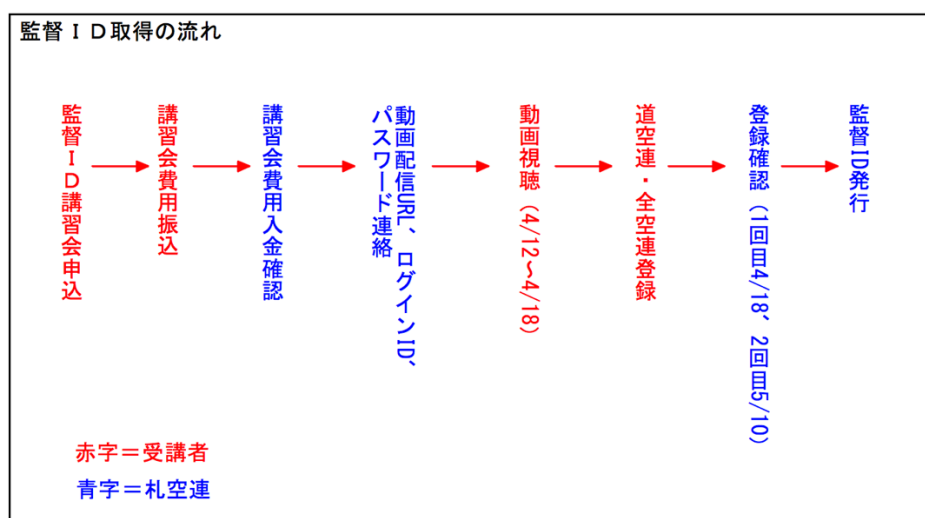 監督ＩＤ取得の流れ
監督ＩＤ講習会申込
講習会費用振込
講習会費用入金確認
動画配信URL、ログインID、
パスワード連絡
動画視聴（4/12～4/18）
道空連・全空連登録
登録確認（1回目4/18、2回目5/10）
監督ID発行
赤字＝受講者
青字＝札空連